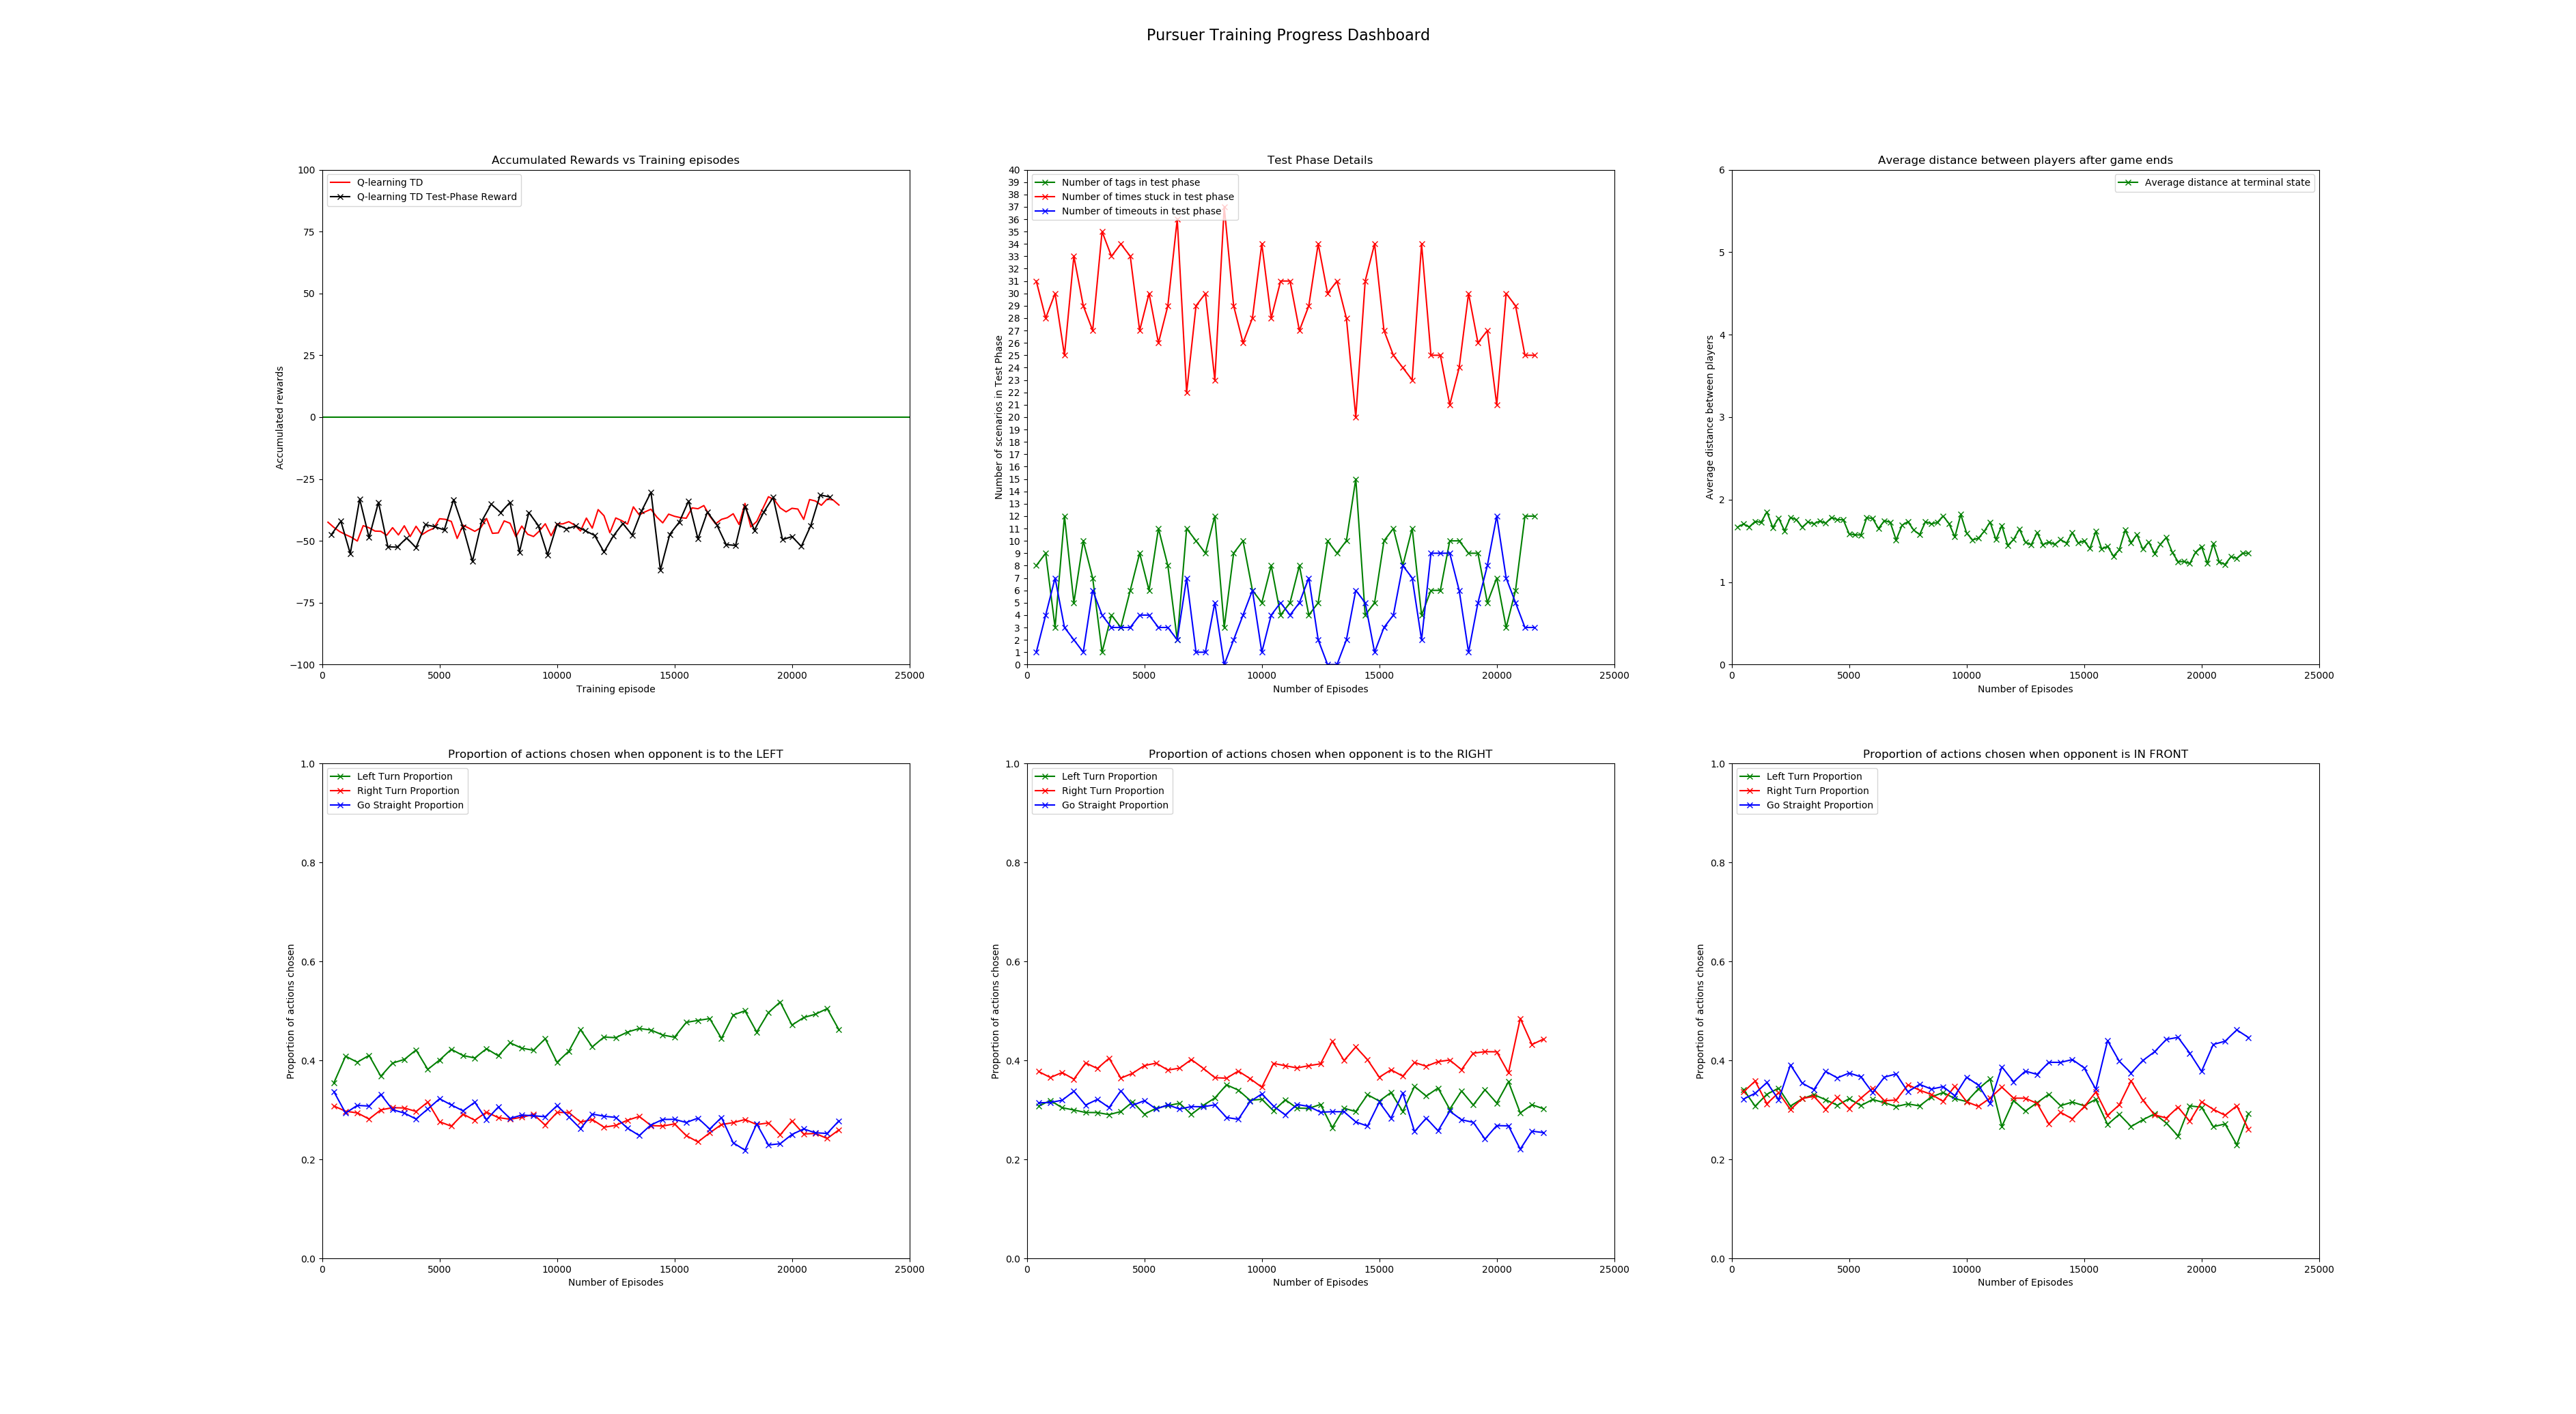 Pursuer Training Progress Dashboard
Accumulated Rewards vs Training episodes
Q-learning TD
Q-learning TD Test-Phase Reward
100
75
50
25
0
−25
−50
−75
−100
Accumulated rewards
0 5000 10000 15000 20000 25000
Training episode
Test Phase Details
Number of tags in test phase
Number of times stuck in test phase
Number of timeouts in test phase
40
39
38
37
36
35
34
33
32
31
30
29
28
27
26
25
24
23
22
21
20
19
18
17
16
15
14
13
12
11
10
9
8
7
6
5
4
3
2
1
0
Number of scenarios in Test Phase
0 5000 10000 15000 20000 25000
Number of Episodes
Average distance between players after game ends
Average distance at terminal state
6
5
4
3
2
1
0
Average distance between players
0 5000 10000 15000 20000 25000
Number of Episodes
Proportion of actions chosen when opponent is to the LEFT
Left Turn Proportion
Right Turn Proportion
Go Straight Proportion
1.0
0.8
0.6
0.4
0.2
0.0
Proportion of actions chosen
0 5000 10000 15000 20000 25000
Number of Episodes
Proportion of actions chosen when opponent is to the RIGHT
Left Turn Proportion
Right Turn Proportion
Go Straight Proportion
1.0
0.8
0.6
0.4
0.2
0.0
Proportion of actions chosen
0 5000 10000 15000 20000 25000
Number of Episodes
Proportion of actions chosen when opponent is IN FRONT
Left Turn Proportion
Right Turn Proportion
Go Straight Proportion
1.0
0.8
0.6
0.4
0.2
0.0
Proportion of actions chosen
0 5000 10000 15000 20000 25000
Number of Episodes